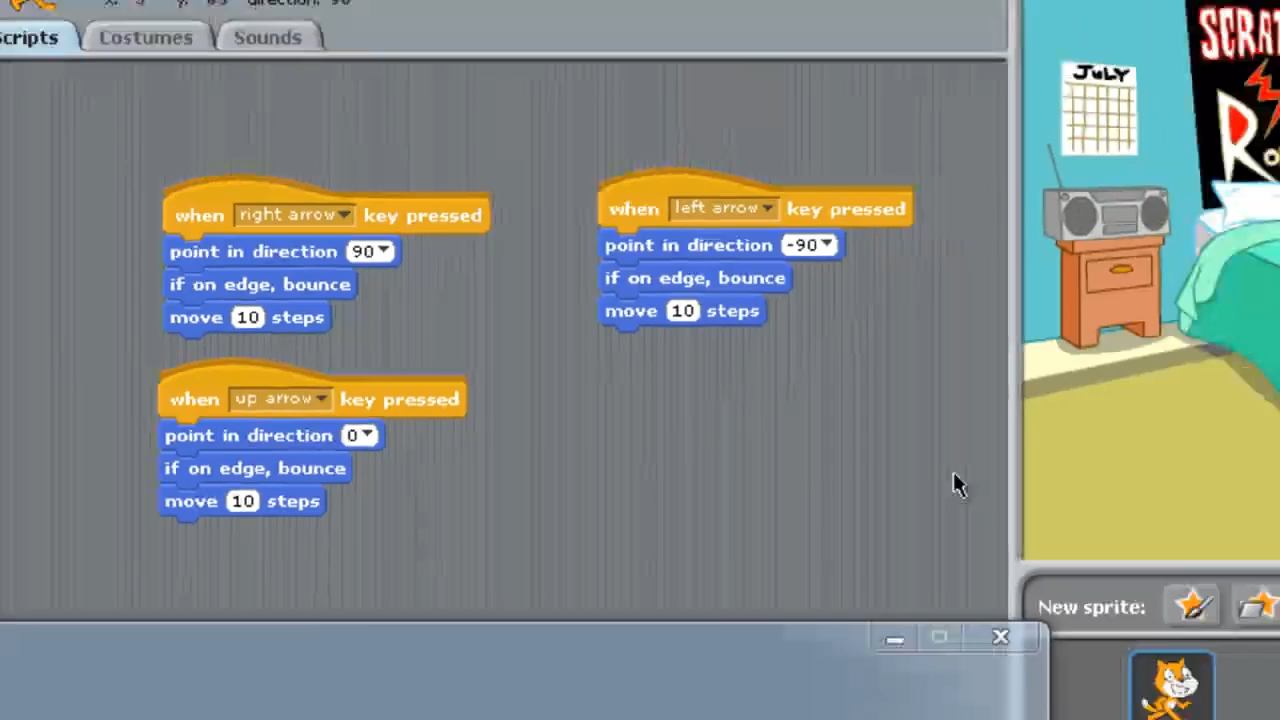 direction: 90
Scripts Costumes Sounds
when right arrow key pressed
point in direction 90
if on edge, bounce
move 10 steps
when left arrow key pressed
point in direction -90
if on edge, bounce
move 10 steps
when up arrow key pressed
point in direction 0
if on edge, bounce
move 10 steps
JULY
New sprite: